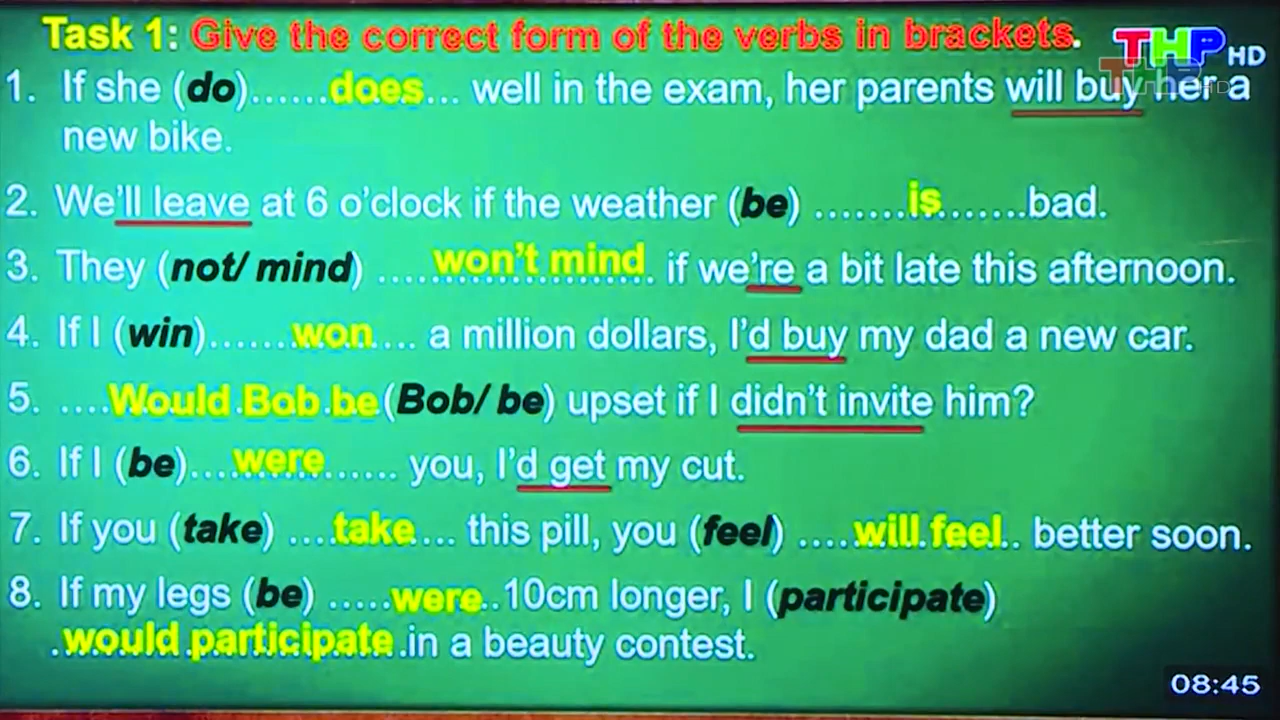 Task 1: Give the correct form of the verbs in brackets.
THP HD
1. If she (do)......does... well in the exam, her parents will buy her a
new bike.
2. We'll leave at 6 o'clock if the weather (be) .......is.......bad.
3. They (not/ mind) ....won't mind. if we're a bit late this afternoon.
4. If I (win)......won.... a million dollars, I'd buy my dad a new car.
5. ....Would Bob be(Bob/ be) upset if I didn't invite him?
6. If I (be)....were...... you, I'd get my cut.
7. If you (take) ....take.... this pill, you (feel) ....will feel.. better soon.
8. If my legs (be) .....were..10cm longer, I (participate)
.would participate.in a beauty contest.
08:45